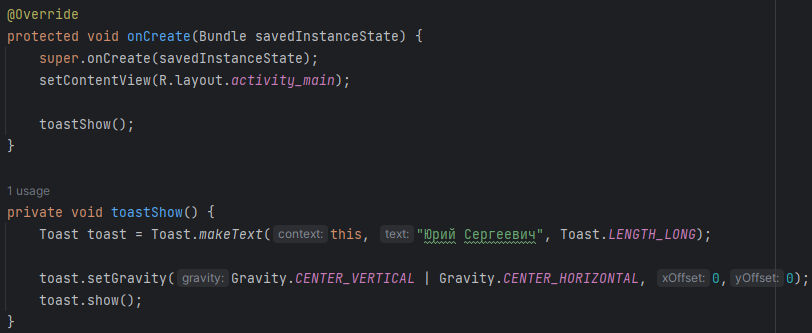 @Override
protected void onCreate(Bundle savedInstanceState) {
super.onCreate(savedInstanceState);
setContentView(R.layout.activity_main);
toastShow();
}
1 usage
private void toastShow() {
Toast toast = Toast.makeText( context: this, text: "Юрий Сергеевич", Toast.LENGTH_LONG);
toast.setGravity( gravity: Gravity.CENTER_VERTICAL | Gravity.CENTER_HORIZONTAL, xOffset: 0, yOffset: 0);
toast.show();
}